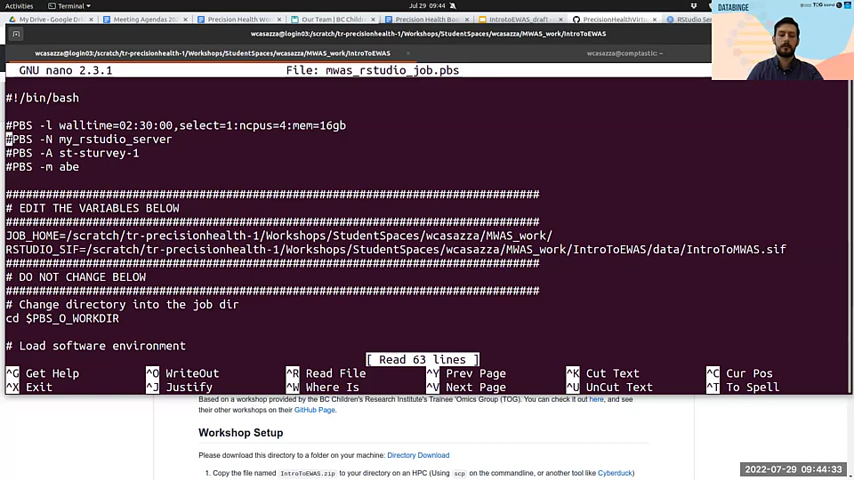 Activities
Terminal
Jul 29 09:44
DATABINGE
TOG
My Drive - G
Meeting Agendas 20
Precision Health Work
Our Team | BC Childre
Precision Health Boo
IntrotoEWAS_draft
PrecisionHealthVirtua
RStudio Serv
wcasazza@login03:/scratch/tr-precisionhealth-1/Workshops/StudentSpaces/wcasazza/MWAS_work/IntroToEWAS
wcasazza@login03:/scratch/tr-precisionhealth-1/Workshops/StudentSpaces/wcasazza/MWAS_work/IntroToEWAS
wcasazza@comptastic: ~
GNU nano 2.3.1 File: mwas_rstudio_job.pbs
#!/bin/bash
#PBS -l walltime=02:30:00,select=1:ncpus=4:mem=16gb
#PBS -N my_rstudio_server
#PBS -A st-sturvey-1
#PBS -m abe
################################################################################
# EDIT THE VARIABLES BELOW
################################################################################
JOB_HOME=/scratch/tr-precisionhealth-1/Workshops/StudentSpaces/wcasazza/MWAS_work/
RSTUDIO_SIF=/scratch/tr-precisionhealth-1/Workshops/StudentSpaces/wcasazza/MWAS_work/IntroToEWAS/data/IntroToMWAS.sif
################################################################################
# DO NOT CHANGE BELOW
################################################################################
# Change directory into the job dir
cd $PBS_O_WORKDIR
# Load software environment
[ Read 63 lines ]
^G Get Help ^O WriteOut ^R Read File ^Y Prev Page ^K Cut Text ^C Cur Pos
^X Exit ^J Justify ^W Where Is ^V Next Page ^U UnCut Text ^T To Spell
Based on a workshop provided by the BC Children's Research Institute's Trainee 'Omics Group (TOG). You can check it out here, and see
their other workshops on their GitHub Page.
Workshop Setup
Please download this directory to a folder on your machine: Directory Download
1. Copy the file named IntroToEWAS.zip to your directory on an HPC (Using scp on the commandline, or another tool like Cyberduck)
2022-07-29 09:44:33